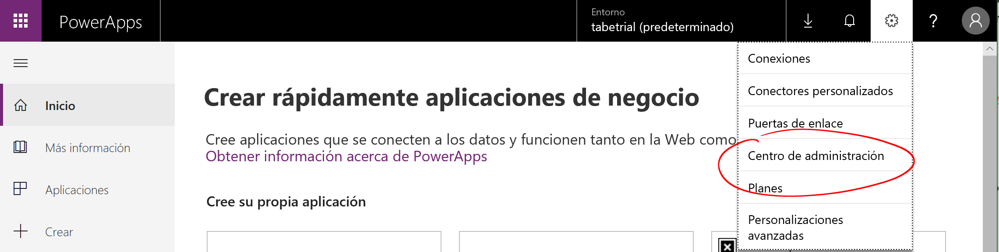 PowerApps
Entorno
tabetrial (predeterminado)
?
Conexiones
Conectores personalizados
Puertas de enlace
Centro de administración
Planes
Personalizaciones
avanzadas
Inicio
Más información
Aplicaciones
Crear
Crear rápidamente aplicaciones de negocio
Cree aplicaciones que se conecten a los datos y funcionen tanto en la Web como
Obtener información acerca de PowerApps
Cree su propia aplicación